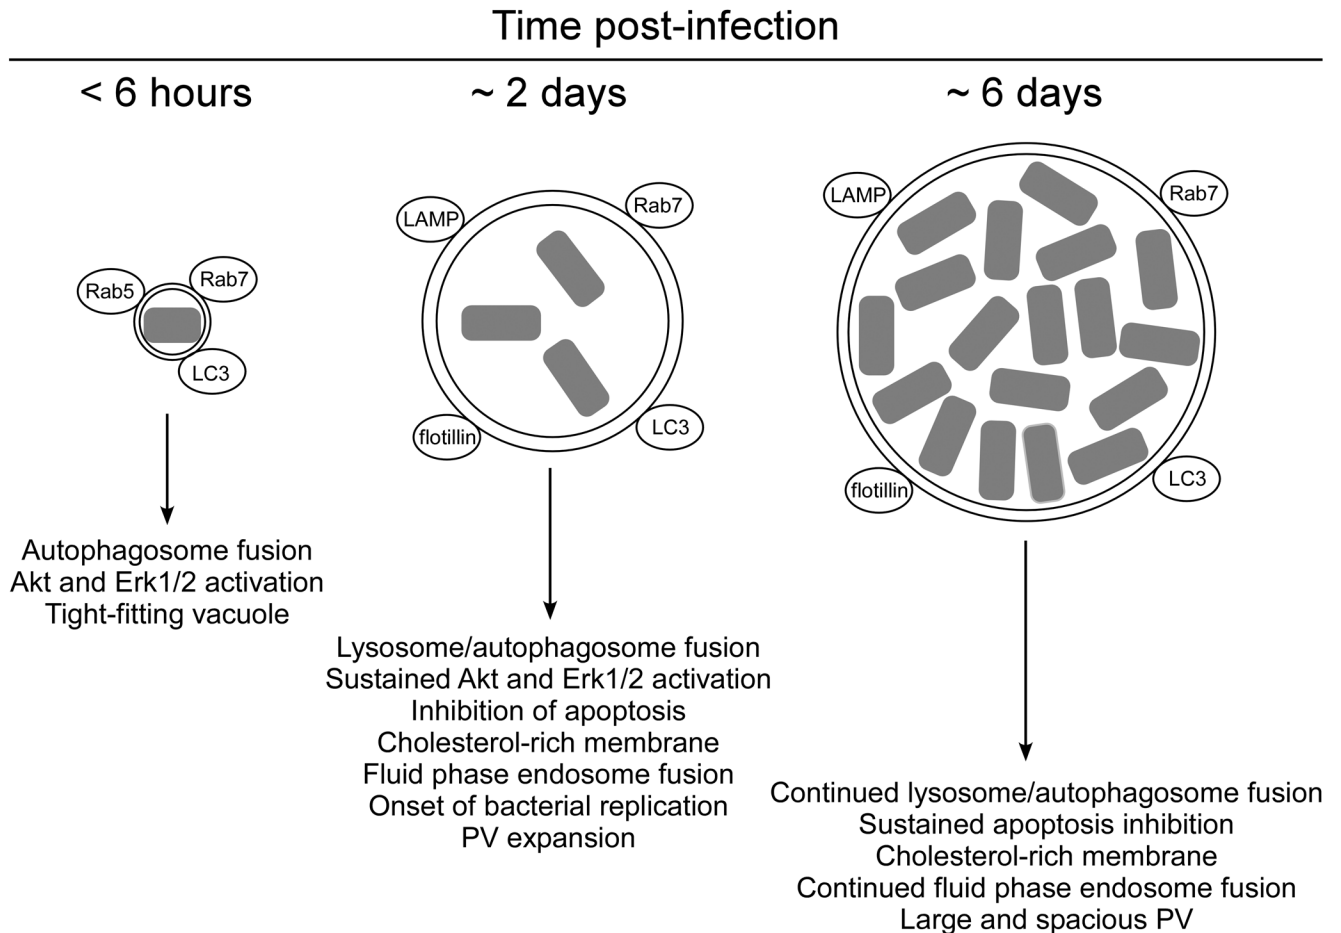 Time post-infection
< 6 hours
~ 2 days
~ 6 days
Rab5
Rab7
LC3
Autophagosome fusion
Akt and Erk1/2 activation
Tight-fitting vacuole
LAMP
Rab7
flotillin
LC3
Lysosome/autophagosome fusion
Sustained Akt and Erk1/2 activation
Inhibition of apoptosis
Cholesterol-rich membrane
Fluid phase endosome fusion
Onset of bacterial replication
PV expansion
LAMP
Rab7
flotillin
LC3
Continued lysosome/autophagosome fusion
Sustained apoptosis inhibition
Cholesterol-rich membrane
Continued fluid phase endosome fusion
Large and spacious PV